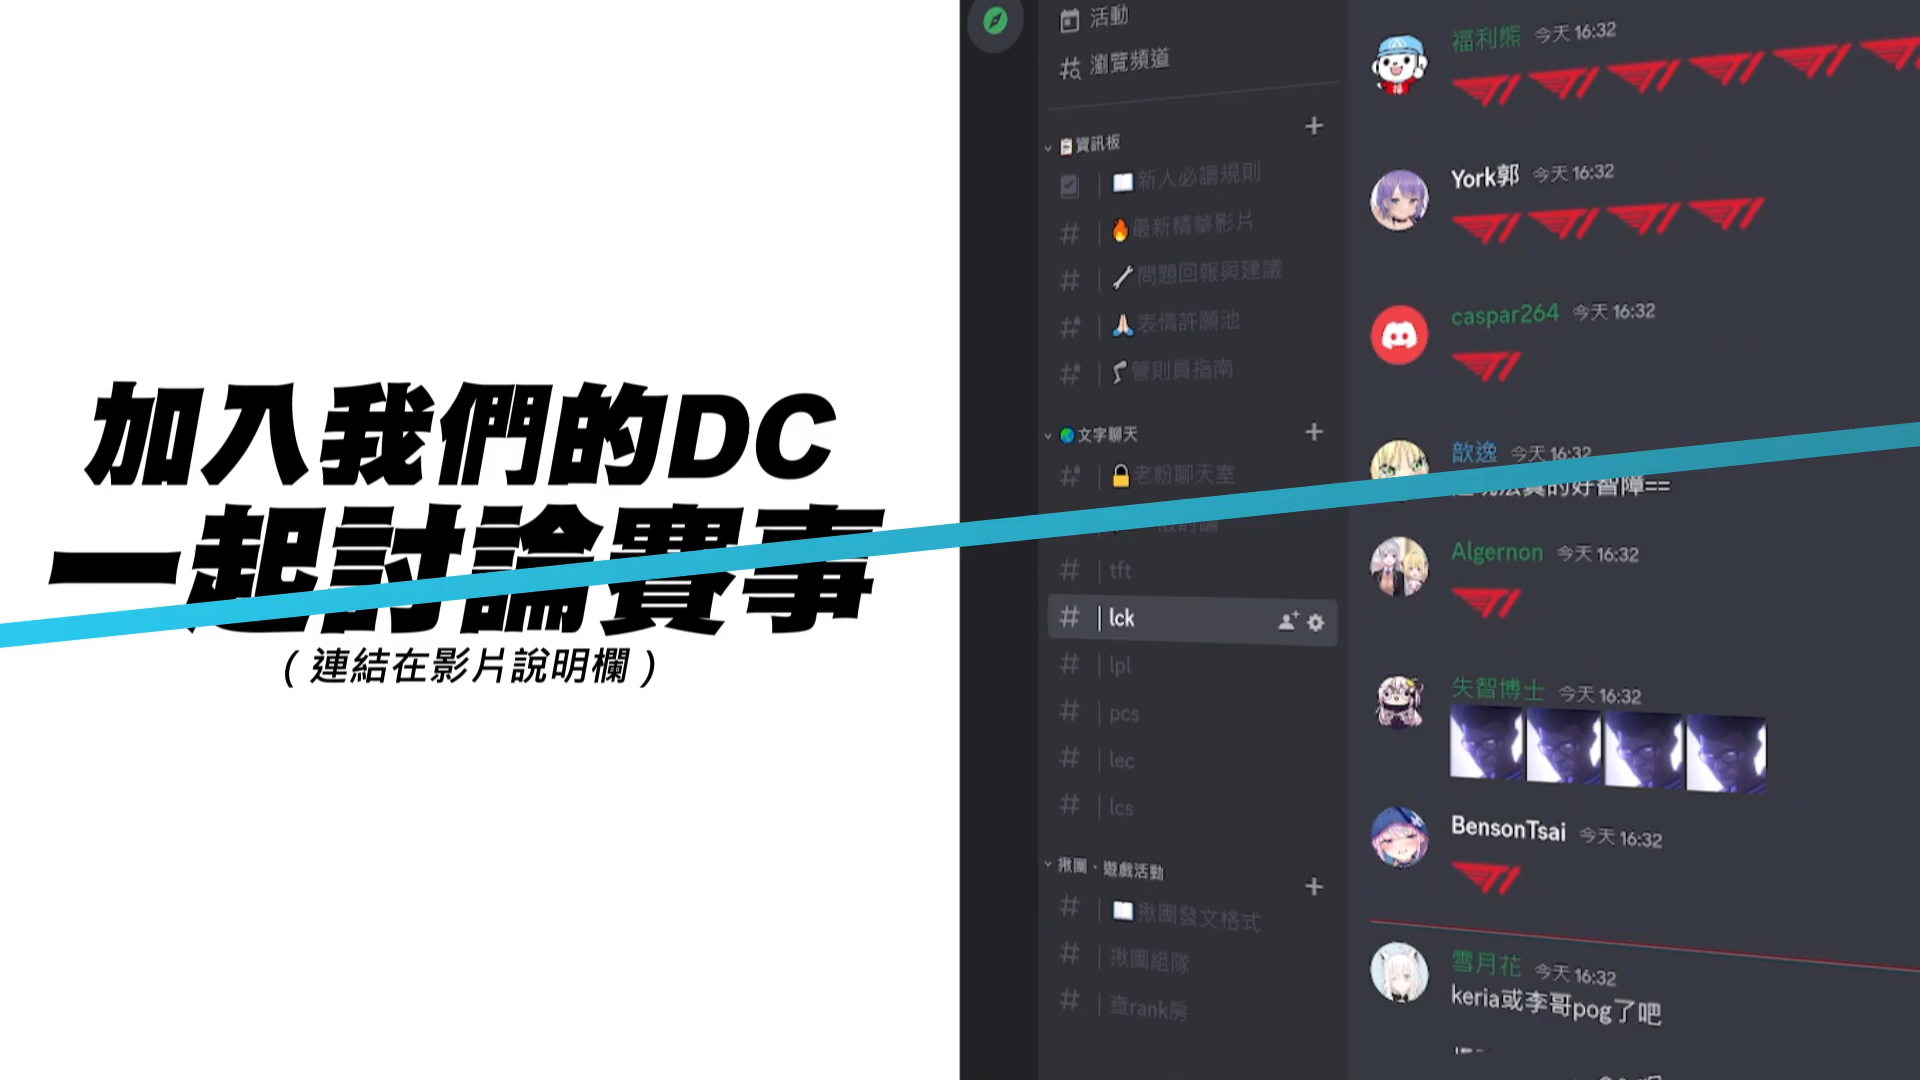 加入我們的DC
一起討論賽事
（連結在影片說明欄）
活動
瀏覽頻道
資訊板
新人必讀規則
最新精華影片
問題回報與建議
表情許願池
管則員指南
文字聊天
老粉聊天室
tft
lck
lpl
pcs
lec
lcs
揪團、遊戲活動
揪團發文格式
揪團組隊
查rank房
福利熊 今天 16:32
York郭 今天 16:32
caspar264 今天 16:32
歆逸 今天 16:32
真的好智障==
Algernon 今天 16:32
失智博士 今天 16:32
BensonTsai 今天 16:32
雪月花 今天 16:32
keria或李哥pog了吧